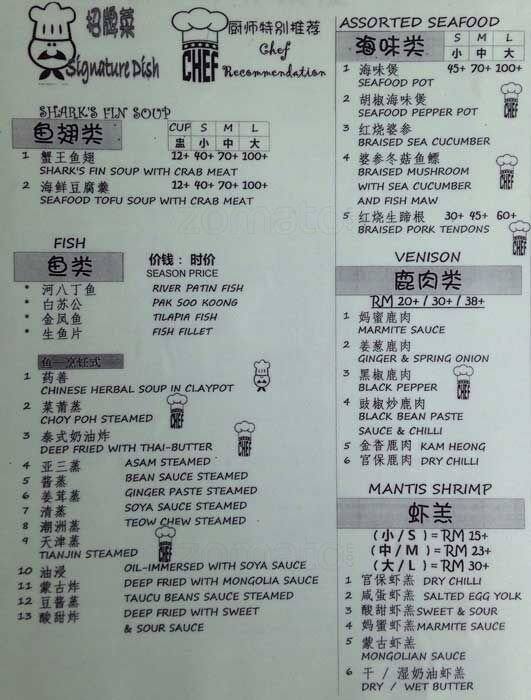 招牌菜
Signature Dish
厨师特别推荐
Chef
Recommendation
CHEF
SHARK'S FIN SOUP
鱼翅类
CUP S M L
盅 小 中 大
1 蟹王鱼翅 12+ 40+ 70+ 100+
SHARK'S FIN SOUP WITH CRAB MEAT
2 海鲜豆腐羹 12+ 40+ 70+ 100+
SEAFOOD TOFU SOUP WITH CRAB MEAT
FISH
鱼类
价钱：时价
SEASON PRICE
* 河八丁鱼 RIVER PATIN FISH
* 白苏公 PAK SOO KOONG
* 金凤鱼 TILAPIA FISH
* 生鱼片 FISH FILLET
鱼—烹饪式
1 药善
CHINESE HERBAL SOUP IN CLAYPOT
2 菜莆蒸
CHOY POH STEAMED
CHEF
3 泰式奶油炸
DEEP FRIED WITH THAI-BUTTER
CHEF
4 亚三蒸 ASAM STEAMED
5 酱蒸 BEAN SAUCE STEAMED
6 姜茸蒸 GINGER PASTE STEAMED
7 清蒸 SOYA SAUCE STEAMED
8 潮洲蒸 TEOW CHEW STEAMED
9 天津蒸
TIANJIN STEAMED
CHEF
10 油浸 OIL-IMMERSED WITH SOYA SAUCE
11 蒙古炸 DEEP FRIED WITH MONGOLIA SAUCE
12 豆酱蒸 TAUCU BEANS SAUCE STEAMED
13 酸甜炸 DEEP FRIED WITH SWEET
& SOUR SAUCE
ASSORTED SEAFOOD
海味类
S M L
小 中 大
1 海味煲 45+ 70+ 100+
SEAFOOD POT
2 胡椒海味煲
SEAFOOD PEPPER POT
CHEF
3 红烧婆参
BRAISED SEA CUCUMBER
4 婆参冬菇鱼鳔
BRAISED MUSHROOM
WITH SEA CUCUMBER
AND FISH MAW
CHEF
5 红烧生蹄根 30+ 45+ 60+
BRAISED PORK TENDONS
CHEF
VENISON
鹿肉类
RM 20+ / 30+ / 38+
1 妈蜜鹿肉
MARMITE SAUCE
2 姜葱鹿肉
GINGER & SPRING ONION
3 黑椒鹿肉
BLACK PEPPER
CHEF
4 豉椒炒鹿肉
BLACK BEAN PASTE
SAUCE & CHILLI
5 金香鹿肉 KAM HEONG
6 宫保鹿肉 DRY CHILLI
MANTIS SHRIMP
虾羔
(小 / S) = RM 15+
(中 / M) = RM 23+
(大 / L) = RM 30+
1 宫保虾羔 DRY CHILLI
2 咸蛋虾羔 SALTED EGG YOLK
3 酸甜虾羔 SWEET & SOUR
4 妈蜜虾羔 MARMITE SAUCE
5 蒙古虾羔
MONGOLIAN SAUCE
6 干 / 湿奶油虾羔
DRY / WET BUTTER
zomato